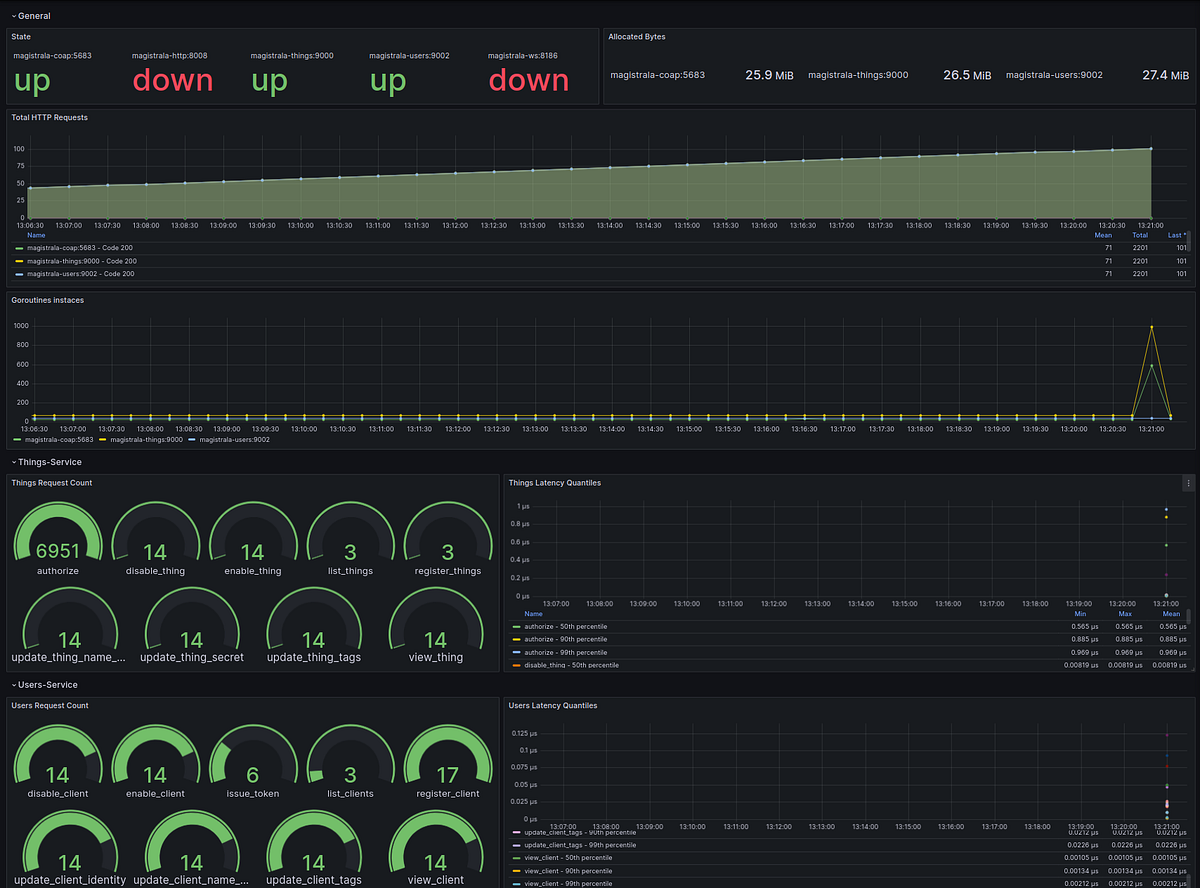 General
State
magistrala-coap:5683 magistrala-http:8008 magistrala-things:9000 magistrala-users:9002 magistrala-ws:8186
up down up up down
Allocated Bytes
magistrala-coap:5683 25.9 MiB magistrala-things:9000 26.5 MiB magistrala-users:9002 27.4 MiB
Total HTTP Requests
100
75
50
25
0
13:06:30 13:07:00 13:07:30 13:08:00 13:08:30 13:09:00 13:09:30 13:10:00 13:10:30 13:11:00 13:11:30 13:12:00 13:12:30 13:13:00 13:13:30 13:14:00 13:14:30 13:15:00 13:15:30 13:16:00 13:16:30 13:17:00 13:17:30 13:18:00 13:18:30 13:19:00 13:19:30 13:20:00 13:20:30 13:21:00
Name Mean Total Last *
magistrala-coap:5683 - Code 200 71 2201 101
magistrala-things:9000 - Code 200 71 2201 101
magistrala-users:9002 - Code 200 71 2201 101
Goroutines instaces
1000
800
600
400
200
0
13:06:30 13:07:00 13:07:30 13:08:00 13:08:30 13:09:00 13:09:30 13:10:00 13:10:30 13:11:00 13:11:30 13:12:00 13:12:30 13:13:00 13:13:30 13:14:00 13:14:30 13:15:00 13:15:30 13:16:00 13:16:30 13:17:00 13:17:30 13:18:00 13:18:30 13:19:00 13:19:30 13:20:00 13:20:30 13:21:00
magistrala-coap:5683 magistrala-things:9000 magistrala-users:9002
Things-Service
Things Request Count
6951 14 14 3 3
authorize disable_thing enable_thing list_things register_things
14 14 14 14
update_thing_name_... update_thing_secret update_thing_tags view_thing
Things Latency Quantiles
1 µs
0.8 µs
0.6 µs
0.4 µs
0.2 µs
0 µs
13:07:00 13:08:00 13:09:00 13:10:00 13:11:00 13:12:00 13:13:00 13:14:00 13:15:00 13:16:00 13:17:00 13:18:00 13:19:00 13:20:00 13:21:00
Name Min Max Mean
authorize - 50th percentile 0.565 µs 0.565 µs 0.565 µs
authorize - 90th percentile 0.885 µs 0.885 µs 0.885 µs
authorize - 99th percentile 0.969 µs 0.969 µs 0.969 µs
disable_thing - 50th percentile 0.00819 µs 0.00819 µs 0.00819 µs
Users-Service
Users Request Count
14 14 6 3 17
disable_client enable_client issue_token list_clients register_client
14 14 14 14
update_client_identity update_client_name_... update_client_tags view_client
Users Latency Quantiles
0.125 µs
0.1 µs
0.075 µs
0.05 µs
0.025 µs
0 µs
13:07:00 13:08:00 13:09:00 13:10:00 13:11:00 13:12:00 13:13:00 13:14:00 13:15:00 13:16:00 13:17:00 13:18:00 13:19:00 13:20:00 13:21:00
update_client_tags - 90th percentile 0.0212 µs 0.0212 µs 0.0212 µs
update_client_tags - 99th percentile 0.0226 µs 0.0226 µs 0.0226 µs
view_client - 50th percentile 0.00105 µs 0.00105 µs 0.00105 µs
view_client - 90th percentile 0.00134 µs 0.00134 µs 0.00134 µs
view_client - 99th percentile 0.00212 µs 0.00212 µs 0.00212 µs